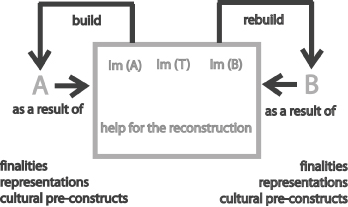 build
rebuild
Im (A) Im (T) Im (B)
A
B
as a result of
as a result of
help for the reconstruction
finalities
representations
cultural pre-constructs
finalities
representations
cultural pre-constructs